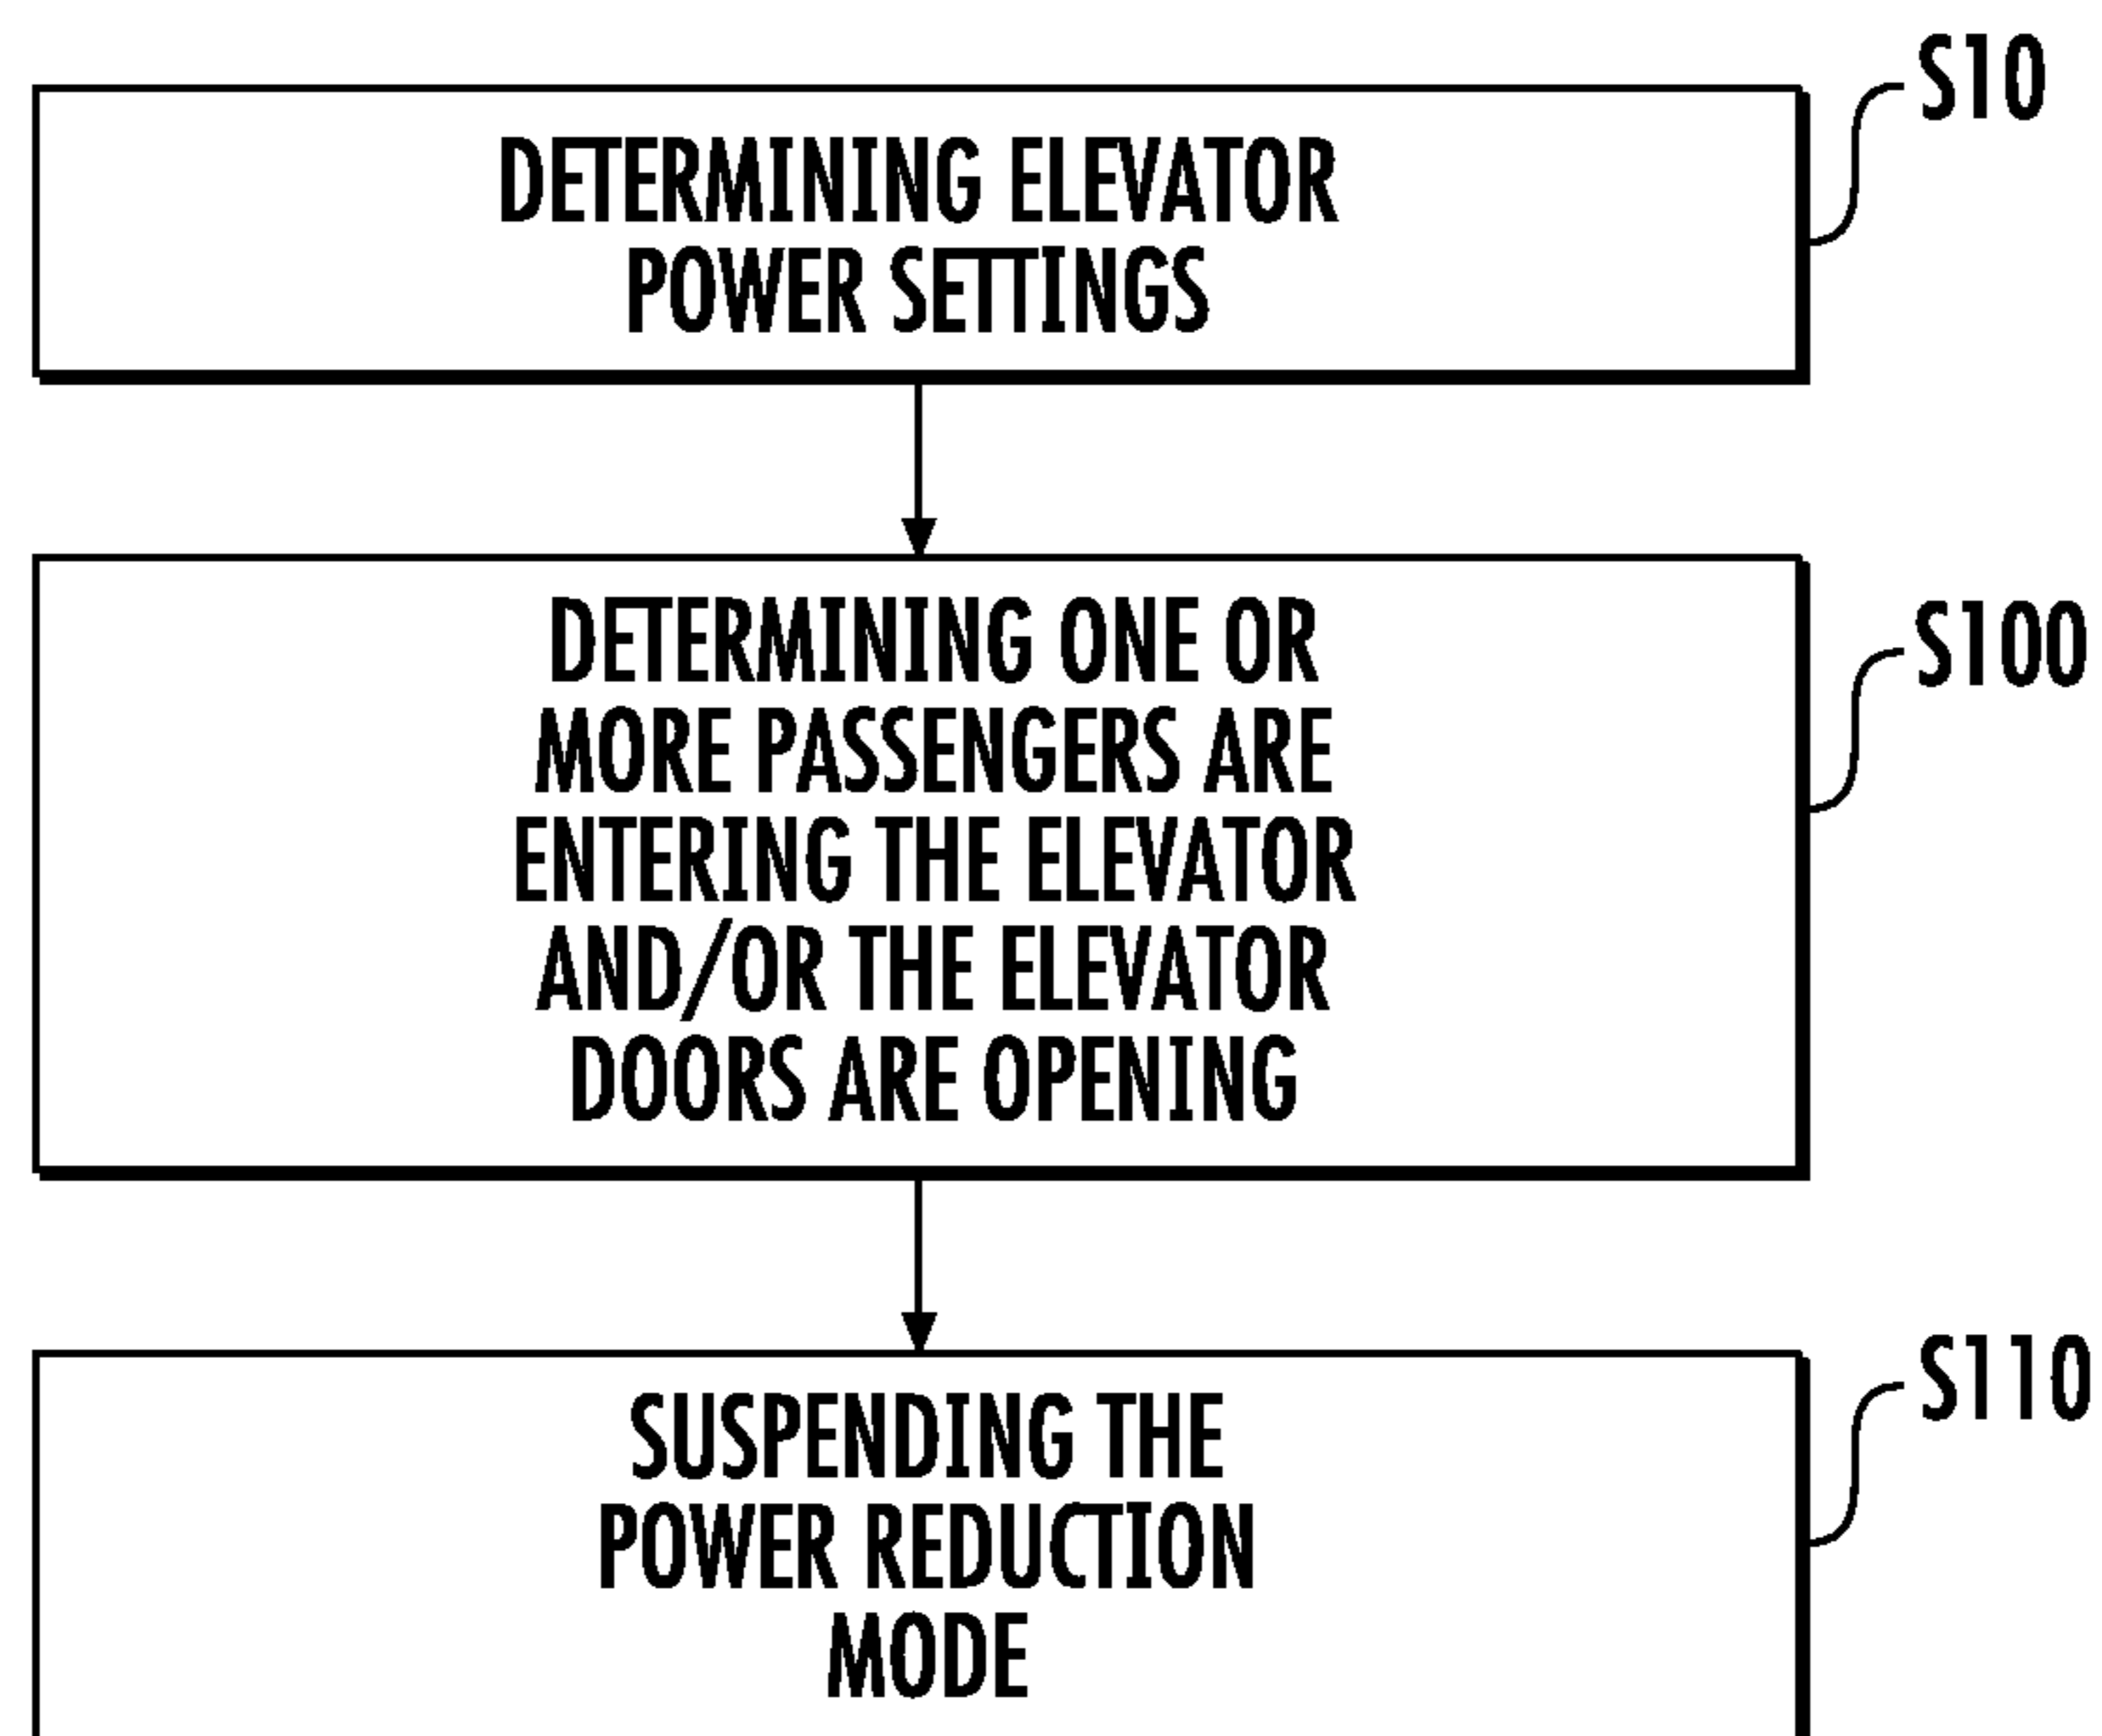 S10
DETERMINING ELEVATOR
POWER SETTINGS
S100
DETERMINING ONE OR
MORE PASSENGERS ARE
ENTERING THE ELEVATOR
AND/OR THE ELEVATOR
DOORS ARE OPENING
S110
SUSPENDING THE
POWER REDUCTION
MODE